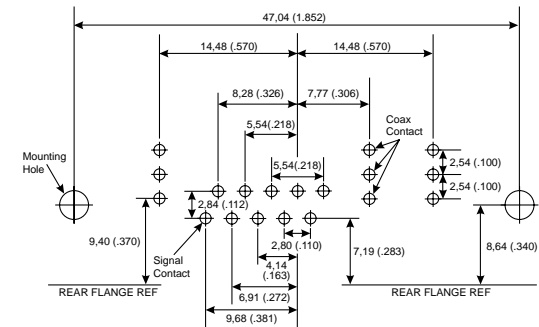 47,04 (1.852)
14,48 (.570)
14,48 (.570)
8,28 (.326)
7,77 (.306)
5,54(.218)
Coax
Contact
Mounting
Hole
5,54(.218)
2,54 (.100)
2,54 (.100)
2,84 (.112)
9,40 (.370)
Signal
Contact
2,80 (.110)
7,19 (.283)
8,64 (.340)
4,14
(.163)
REAR FLANGE REF
REAR FLANGE REF
6,91 (.272)
9,68 (.381)